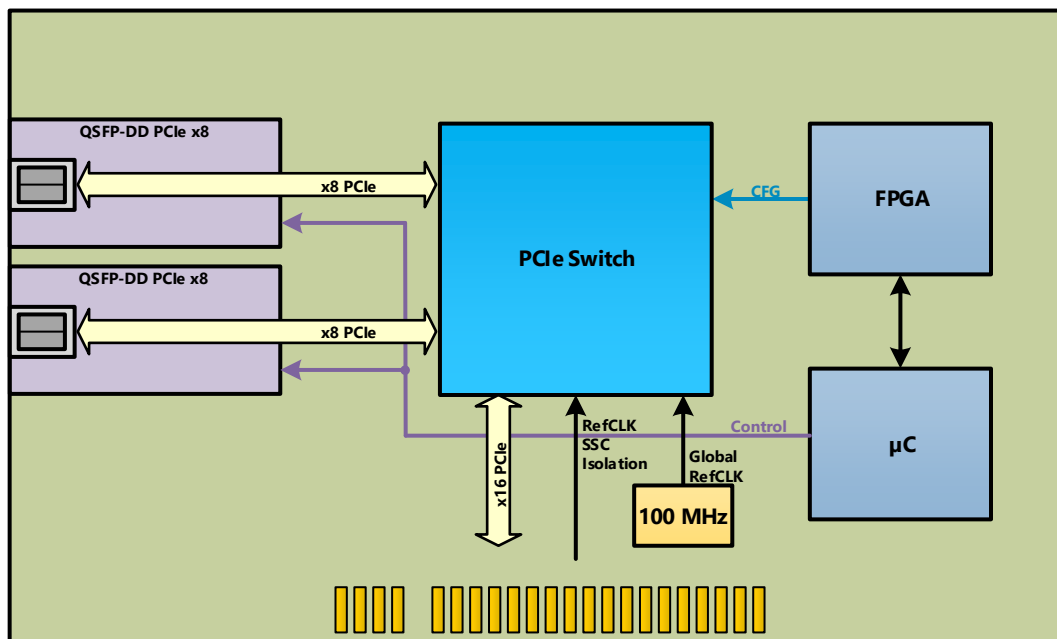 QSFP-DD PCIe x8
x8 PCIe
QSFP-DD PCIe x8
x8 PCIe
PCIe Switch
CFG
FPGA
µC
Control
x16 PCIe
RefCLK
SSC
Isolation
Global
RefCLK
100 MHz